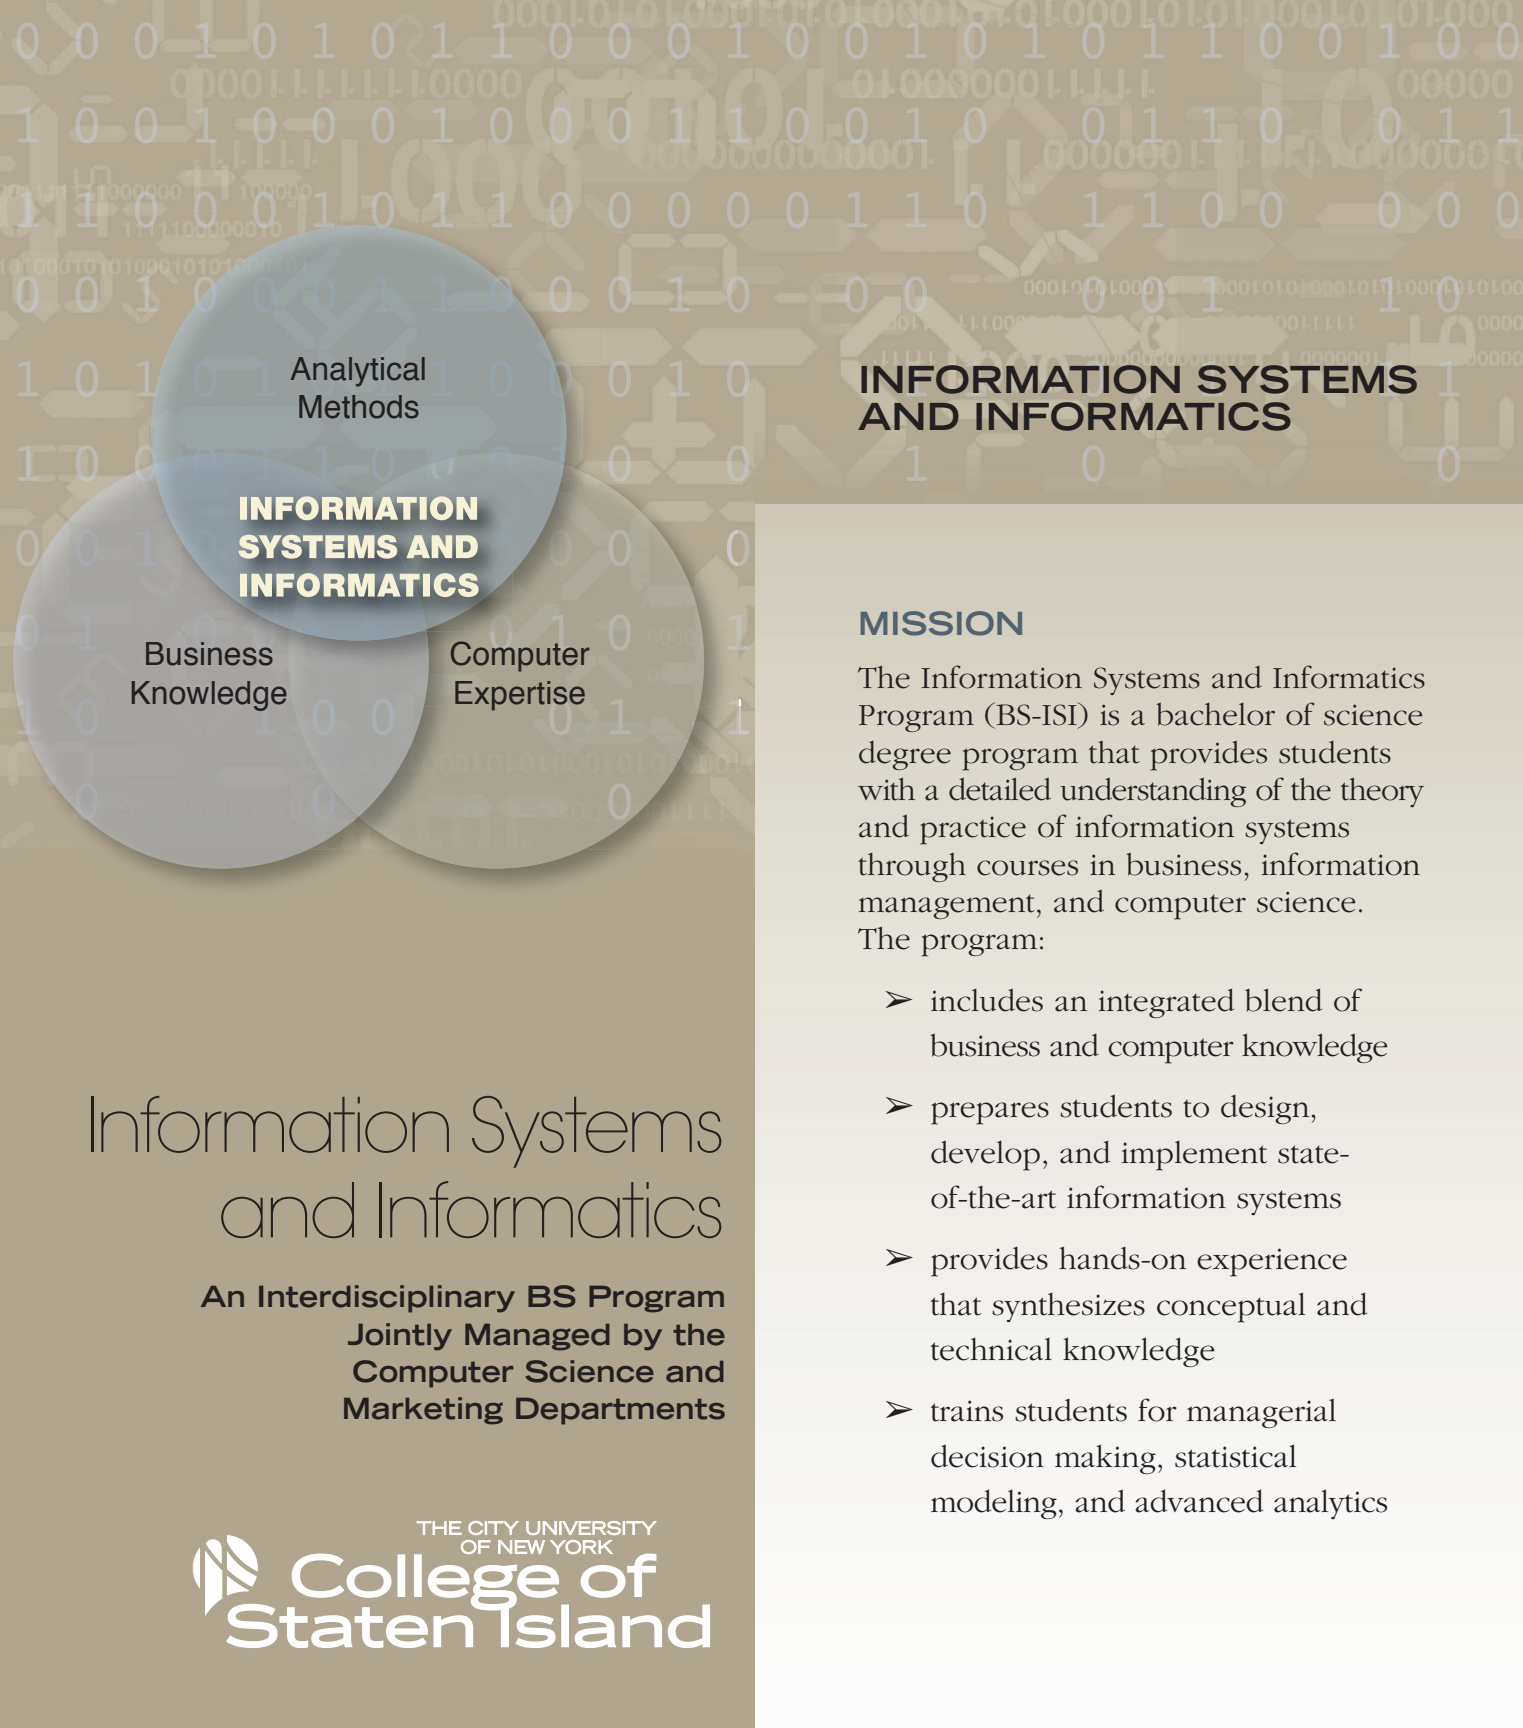 Analytical
Methods
INFORMATION
SYSTEMS AND
INFORMATICS
Business
Knowledge
Computer
Expertise
Information Systems
and Informatics
An Interdisciplinary BS Program
Jointly Managed by the
Computer Science and
Marketing Departments
THE CITY UNIVERSITY
OF NEW YORK
College of
Staten Island
INFORMATION SYSTEMS
AND INFORMATICS
MISSION
The Information Systems and Informatics
Program (BS-ISI) is a bachelor of science
degree program that provides students
with a detailed understanding of the theory
and practice of information systems
through courses in business, information
management, and computer science.
The program:
➢ includes an integrated blend of
business and computer knowledge
➢ prepares students to design,
develop, and implement state-
of-the-art information systems
➢ provides hands-on experience
that synthesizes conceptual and
technical knowledge
➢ trains students for managerial
decision making, statistical
modeling, and advanced analytics